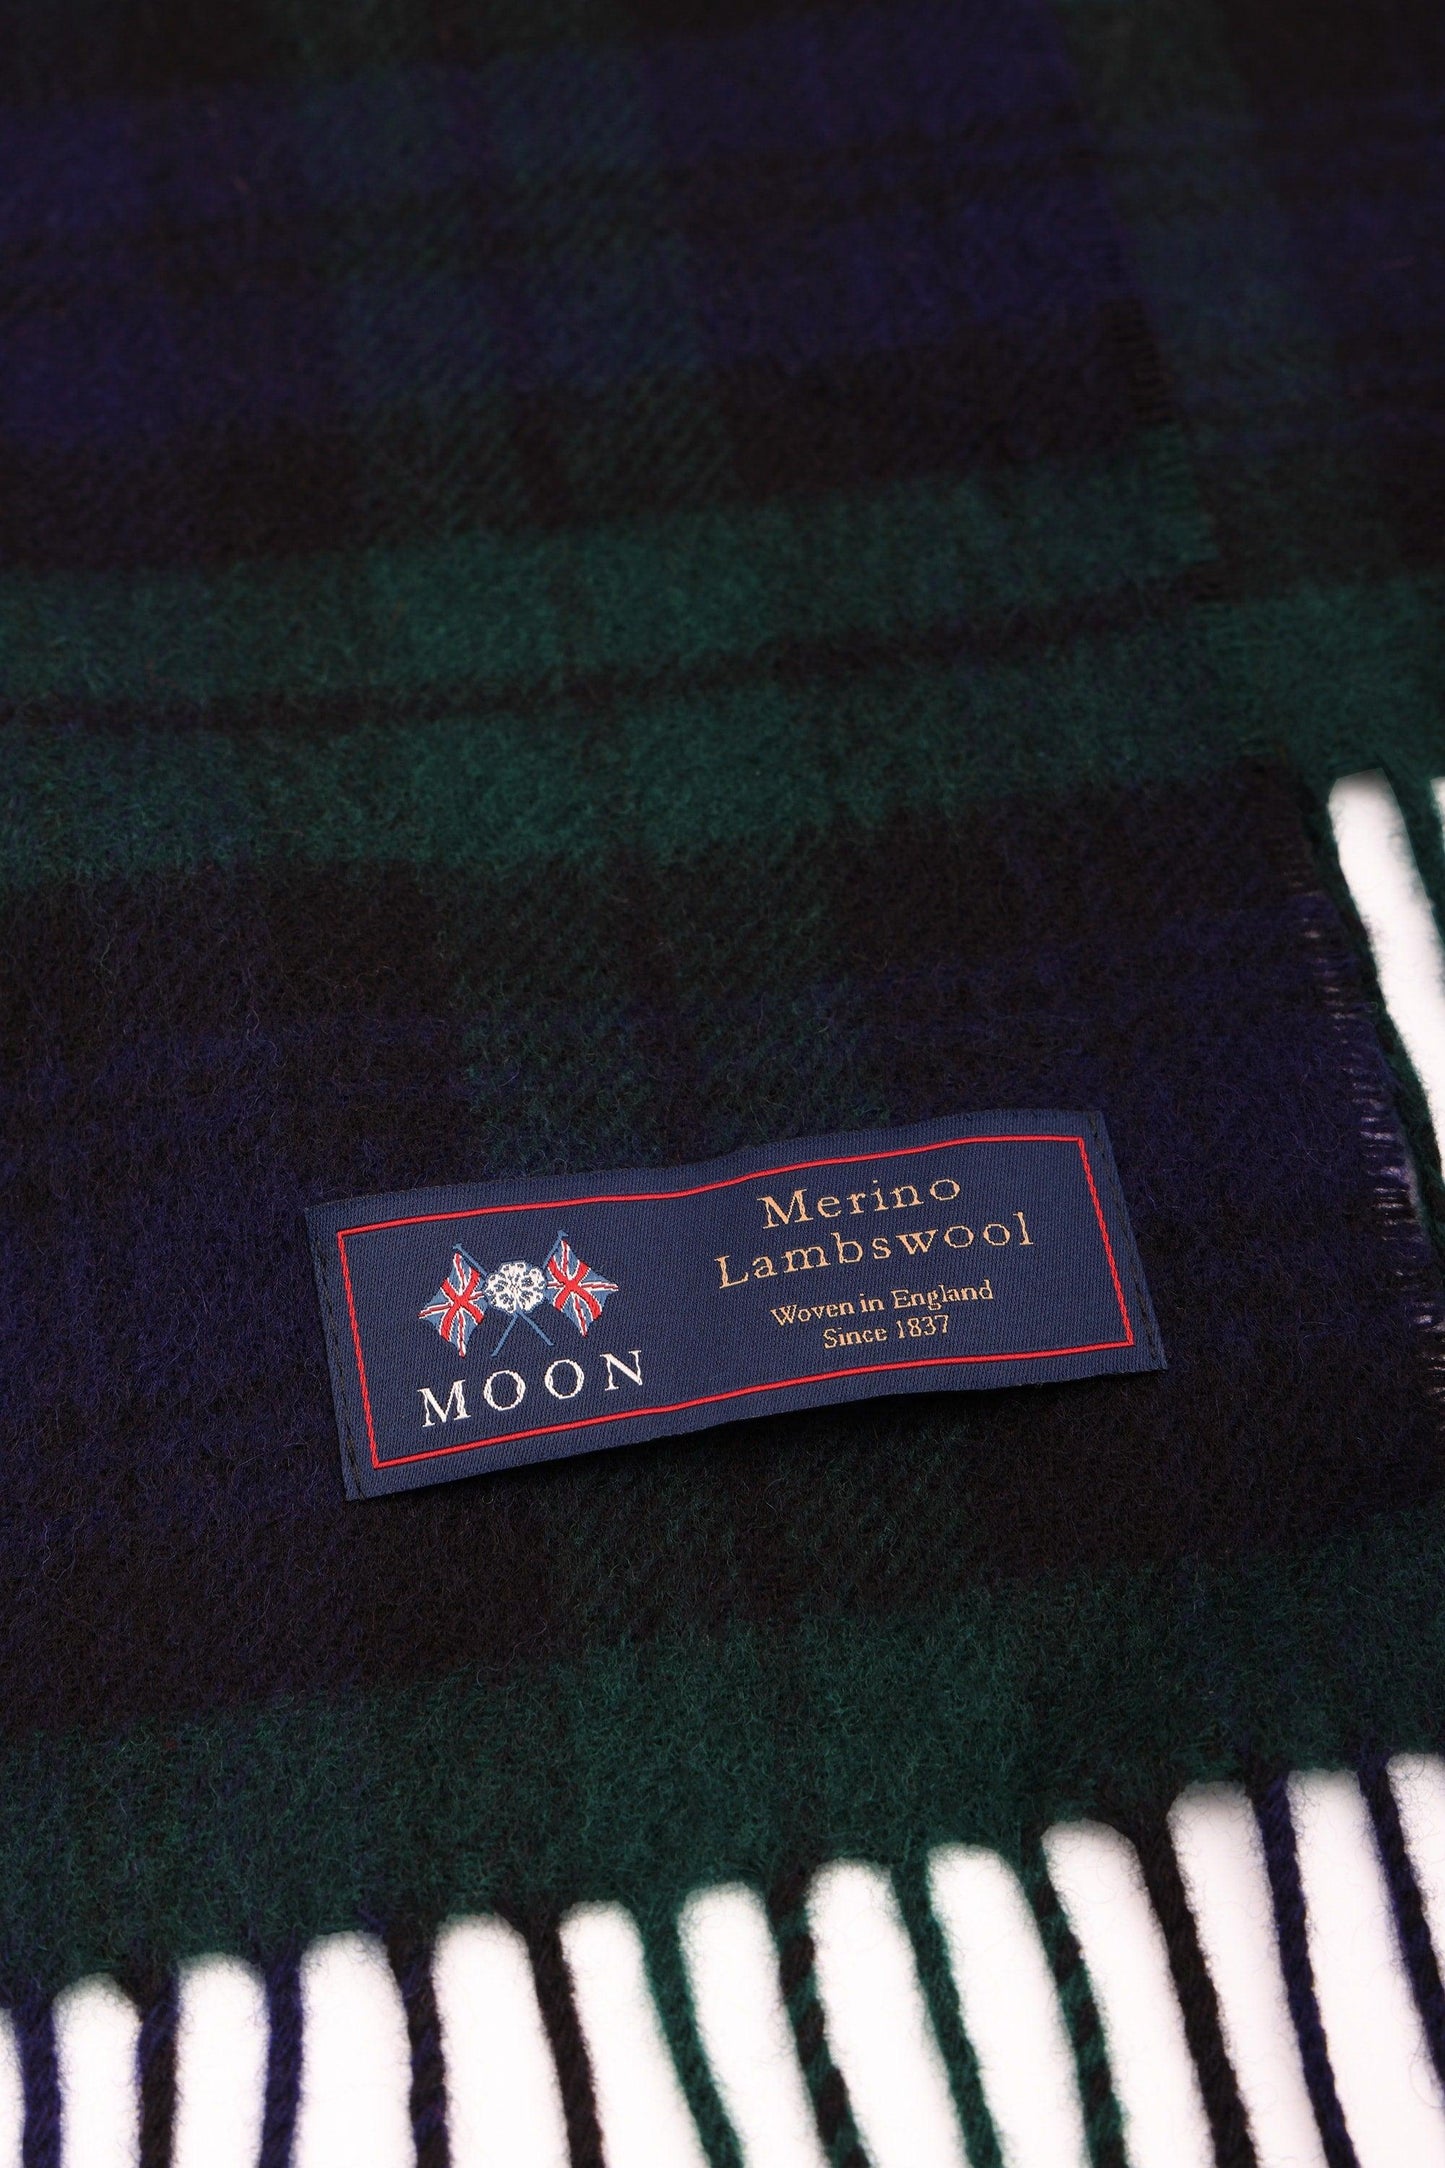 MOON
Merino
Lambswool
Woven in England
Since 1837